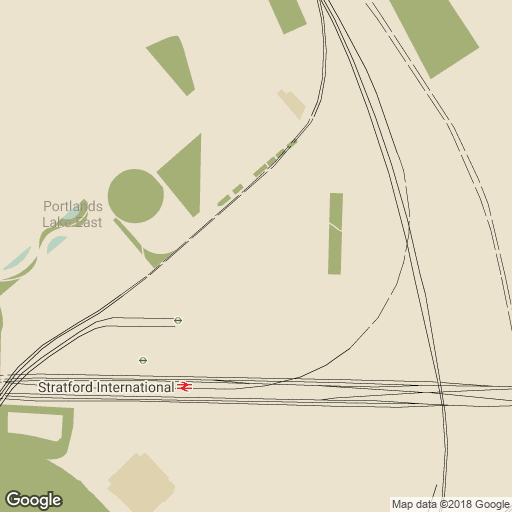 Portlands
Lake East
Stratford International
Google
Map data ©2018 Google